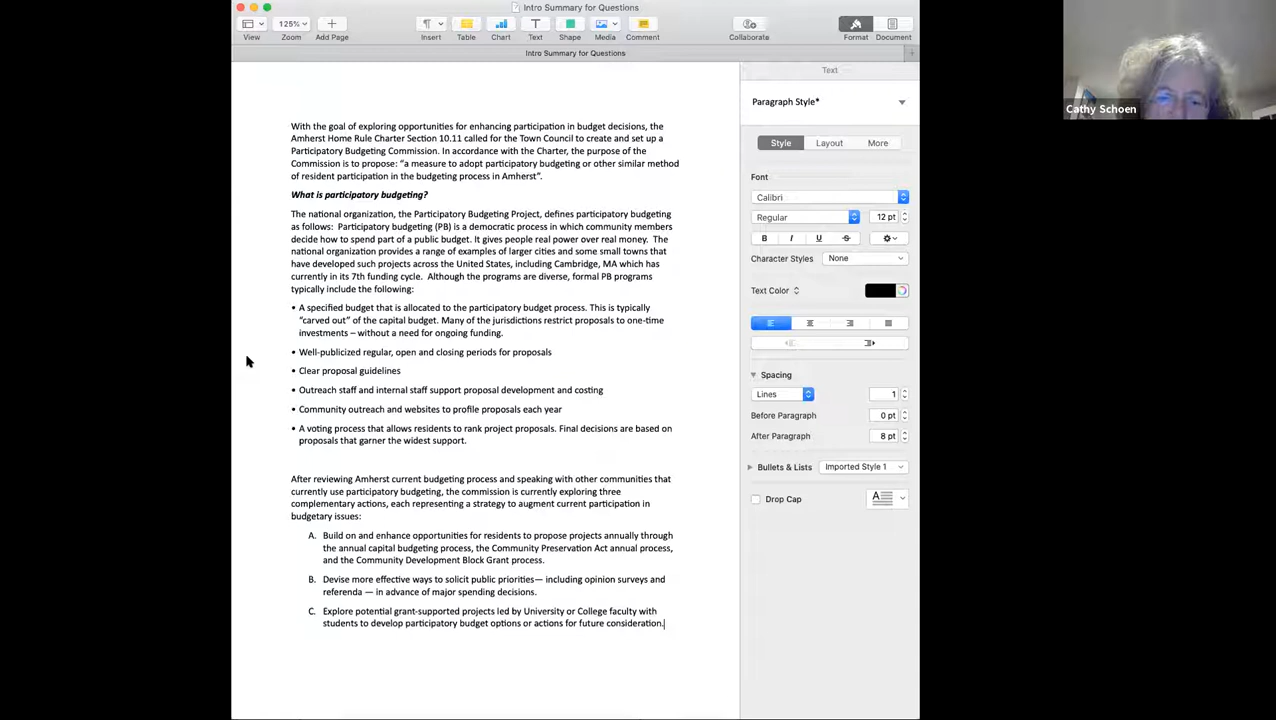 Intro Summary for Questions
125%
View Zoom Add Page Insert Table Chart Text Shape Media Comment Collaborate Format Document
Intro Summary for Questions
With the goal of exploring opportunities for enhancing participation in budget decisions, the
Amherst Home Rule Charter Section 10.11 called for the Town Council to create and set up a
Participatory Budgeting Commission. In accordance with the Charter, the purpose of the
Commission is to propose: “a measure to adopt participatory budgeting or other similar method
of resident participation in the budgeting process in Amherst”.
What is participatory budgeting?
The national organization, the Participatory Budgeting Project, defines participatory budgeting
as follows: Participatory budgeting (PB) is a democratic process in which community members
decide how to spend part of a public budget. It gives people real power over real money. The
national organization provides a range of examples of larger cities and some small towns that
have developed such projects across the United States, including Cambridge, MA which has
currently in its 7th funding cycle. Although the programs are diverse, formal PB programs
typically include the following:
• A specified budget that is allocated to the participatory budget process. This is typically
“carved out” of the capital budget. Many of the jurisdictions restrict proposals to one-time
investments – without a need for ongoing funding.
• Well-publicized regular, open and closing periods for proposals
• Clear proposal guidelines
• Outreach staff and internal staff support proposal development and costing
• Community outreach and websites to profile proposals each year
• A voting process that allows residents to rank project proposals. Final decisions are based on
proposals that garner the widest support.
After reviewing Amherst current budgeting process and speaking with other communities that
currently use participatory budgeting, the commission is currently exploring three
complementary actions, each representing a strategy to augment current participation in
budgetary issues:
A. Build on and enhance opportunities for residents to propose projects annually through
the annual capital budgeting process, the Community Preservation Act annual process,
and the Community Development Block Grant process.
B. Devise more effective ways to solicit public priorities— including opinion surveys and
referenda — in advance of major spending decisions.
C. Explore potential grant-supported projects led by University or College faculty with
students to develop participatory budget options or actions for future consideration.
Text
Paragraph Style*
Style Layout More
Font
Calibri
Regular 12 pt
B I U S
Character Styles None
Text Color
Spacing
Lines 1
Before Paragraph 0 pt
After Paragraph 8 pt
Bullets & Lists Imported Style 1
Drop Cap
Cathy Schoen